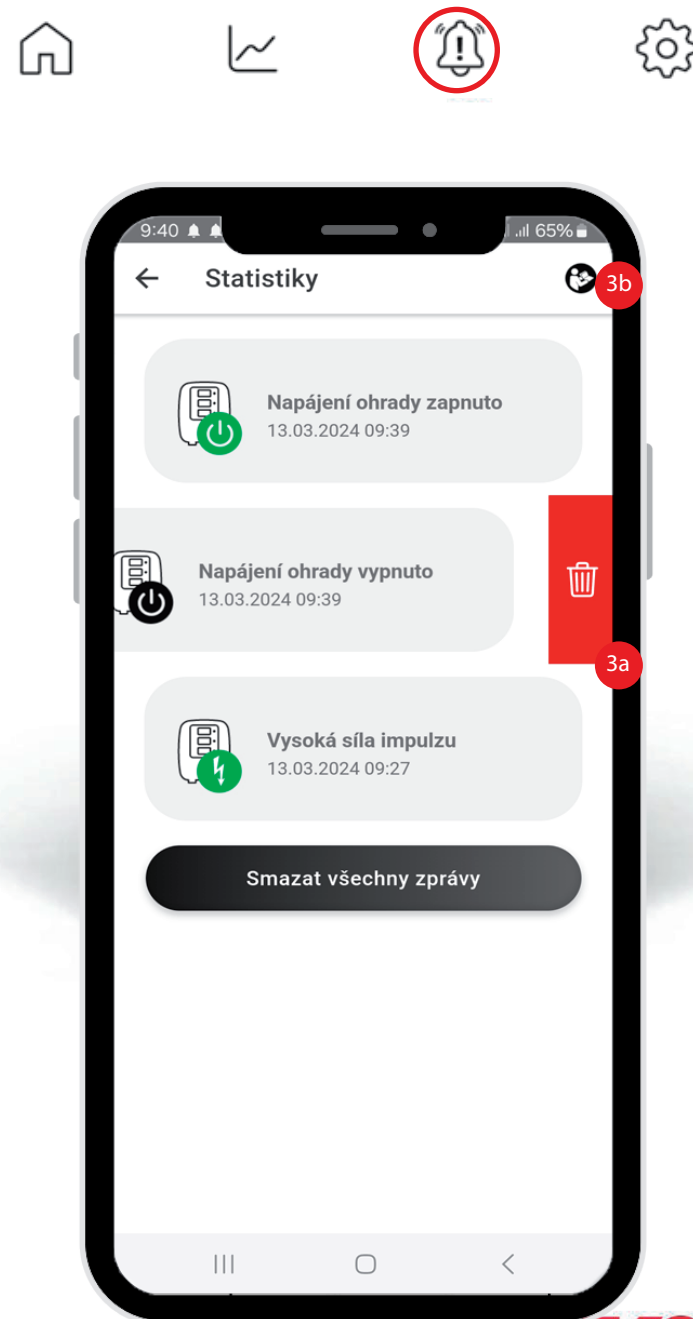 9:40
65%
Statistiky
3b
Napájení ohrady zapnuto
13.03.2024 09:39
Napájení ohrady vypnuto
13.03.2024 09:39
3a
Vysoká síla impulzu
13.03.2024 09:27
Smazat všechny zprávy